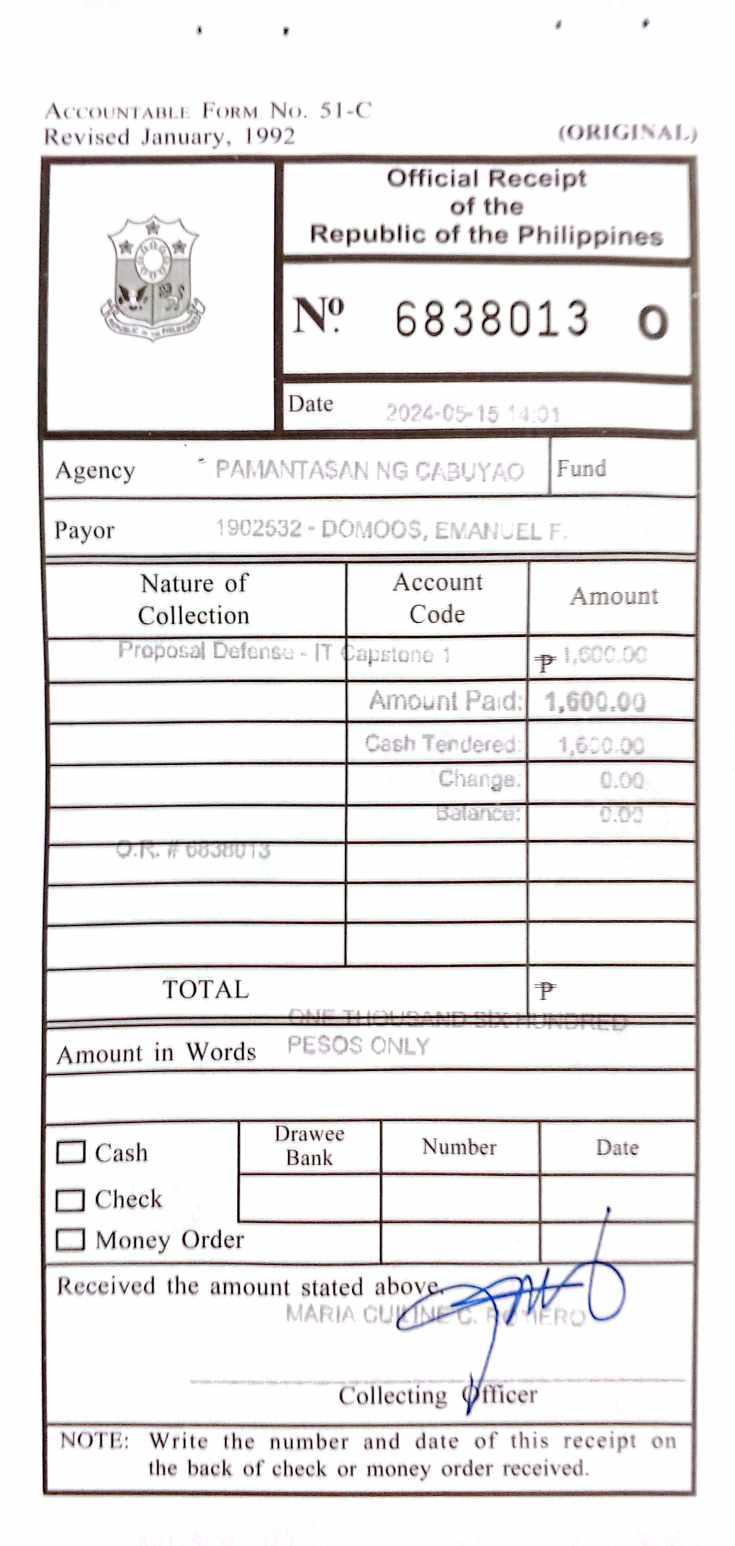 ACCOUNTABLE FORM NO. 51-C
Revised January, 1992 (ORIGINAL)
Official Receipt
of the
Republic of the Philippines
REPUBLIC OF THE PHILIPPINES
Nº. 6838013 O
Date 2024-05-15 14:01
Agency PAMANTASAN NG CABUYAO Fund
Payor 1902532 - DOMOOS, EMANUEL F.
Nature of Collection Account Code Amount
Proposal Defense - IT Capstone 1 ₱ 1,600.00
Amount Paid: 1,600.00
Cash Tendered: 1,600.00
Change: 0.00
Balance: 0.00
O.R. # 6838013
TOTAL ₱
ONE THOUSAND SIX HUNDRED
Amount in Words PESOS ONLY
Cash Drawee Bank Number Date
Check
Money Order
Received the amount stated above.
MARIA C. ROMERO
Collecting Officer
NOTE: Write the number and date of this receipt on
the back of check or money order received.